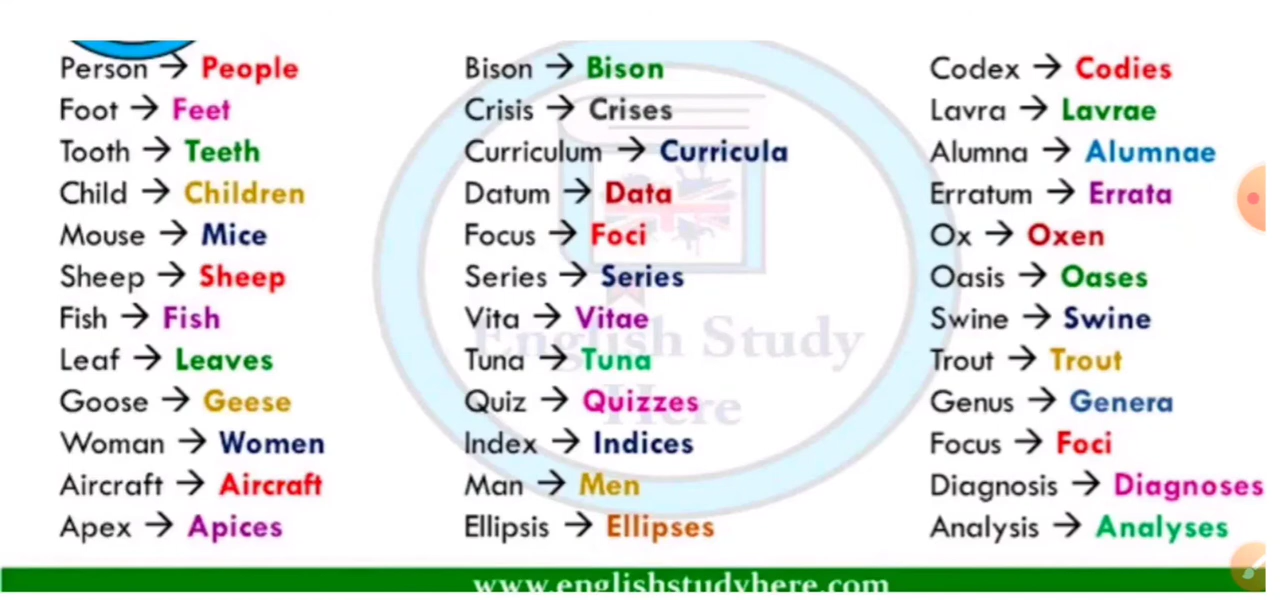 Person → People
Foot → Feet
Tooth → Teeth
Child → Children
Mouse → Mice
Sheep → Sheep
Fish → Fish
Leaf → Leaves
Goose → Geese
Woman → Women
Aircraft → Aircraft
Apex → Apices
Bison → Bison
Crisis → Crises
Curriculum → Curricula
Datum → Data
Focus → Foci
Series → Series
Vita → Vitae
Tuna → Tuna
Quiz → Quizzes
Index → Indices
Man → Men
Ellipsis → Ellipses
Codex → Codies
Lavra → Lavrae
Alumna → Alumnae
Erratum → Errata
Ox → Oxen
Oasis → Oases
Swine → Swine
Trout → Trout
Genus → Genera
Focus → Foci
Diagnosis → Diagnoses
Analysis → Analyses
English Study
Here
www.englishstudyhere.com